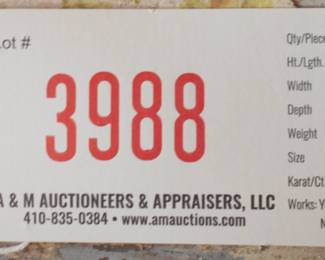 Lot #
3988
A & M AUCTIONEERS & APPRAISERS, LLC
410-835-0384 • www.amauctions.com
Qty/Piece
Ht./Lgth.
Width
Depth
Weight
Size
Karat/Ct
Works: Y
N